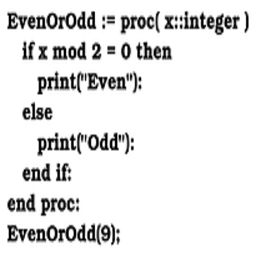 EvenOrOdd := proc( x::integer )
if x mod 2 = 0 then
print("Even"):
else
print("Odd"):
end if:
end proc:
EvenOrOdd(9);